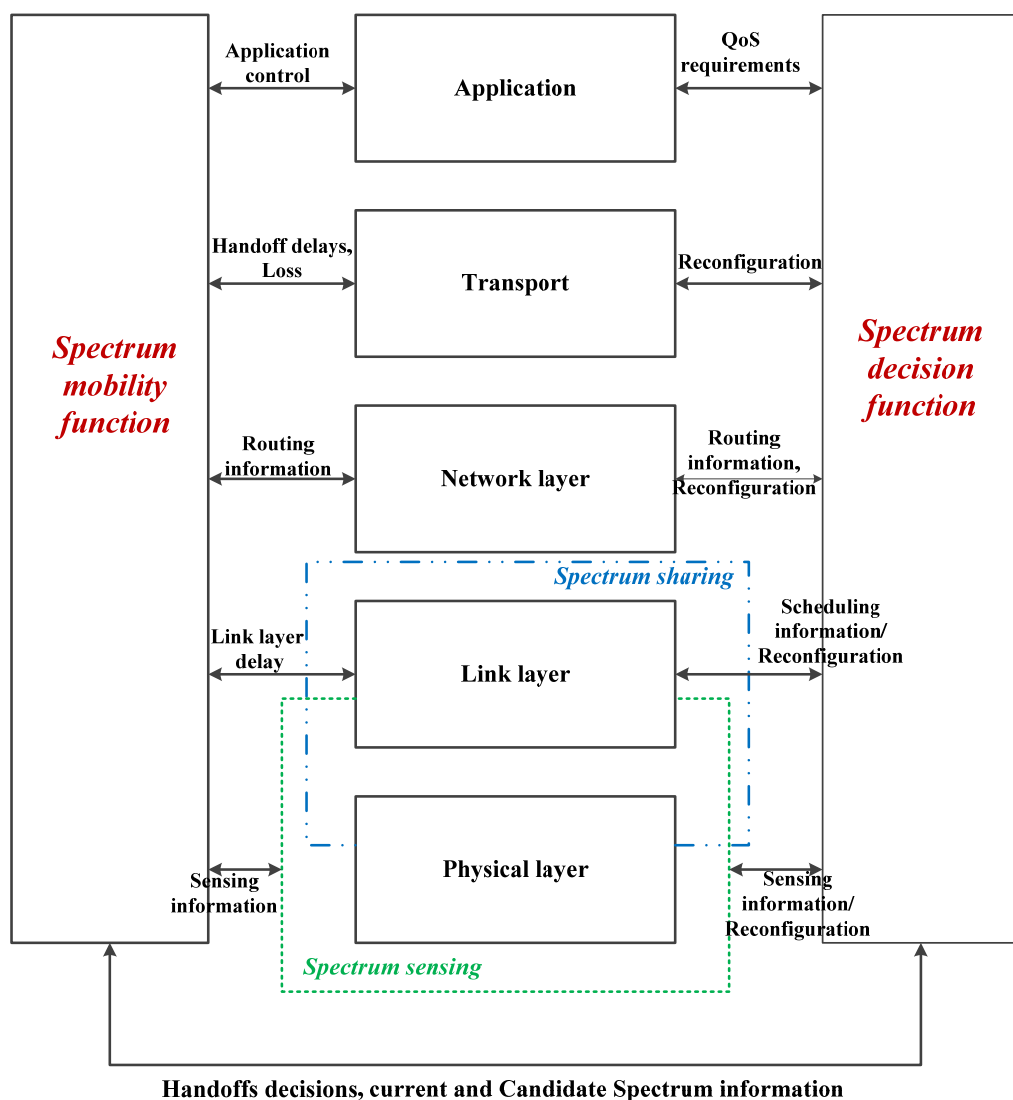 Application
control
Application
QoS
requirements
Handoff delays,
Loss
Transport
Reconfiguration
Spectrum
mobility
function
Spectrum
decision
function
Routing
information
Network layer
Routing
information,
Reconfiguration
Spectrum sharing
Link layer
delay
Link layer
Scheduling
information/
Reconfiguration
Sensing
information
Physical layer
Sensing
information/
Reconfiguration
Spectrum sensing
Handoffs decisions, current and Candidate Spectrum information